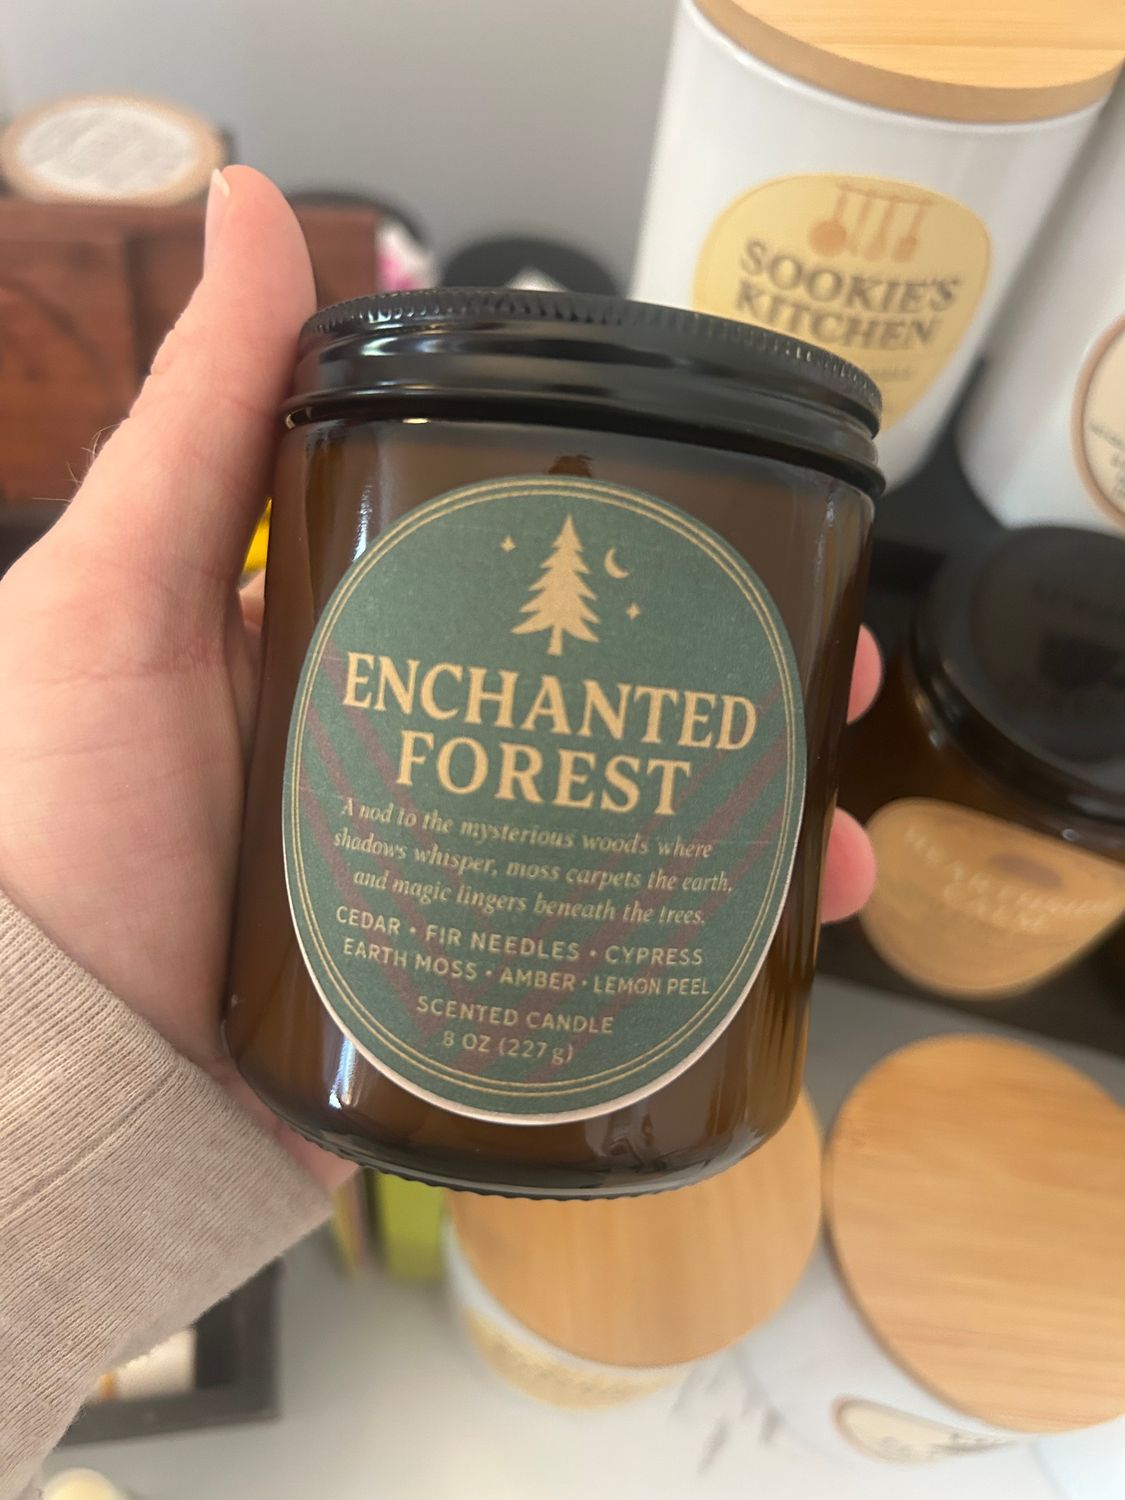 SOOKIE'S
KITCHEN
ENCHANTED
FOREST
A nod to the mysterious woods where
shadows whisper, moss carpets the earth,
and magic lingers beneath the trees.
CEDAR • FIR NEEDLES • CYPRESS
EARTH MOSS • AMBER • LEMON PEEL
SCENTED CANDLE
8 OZ (227 g)